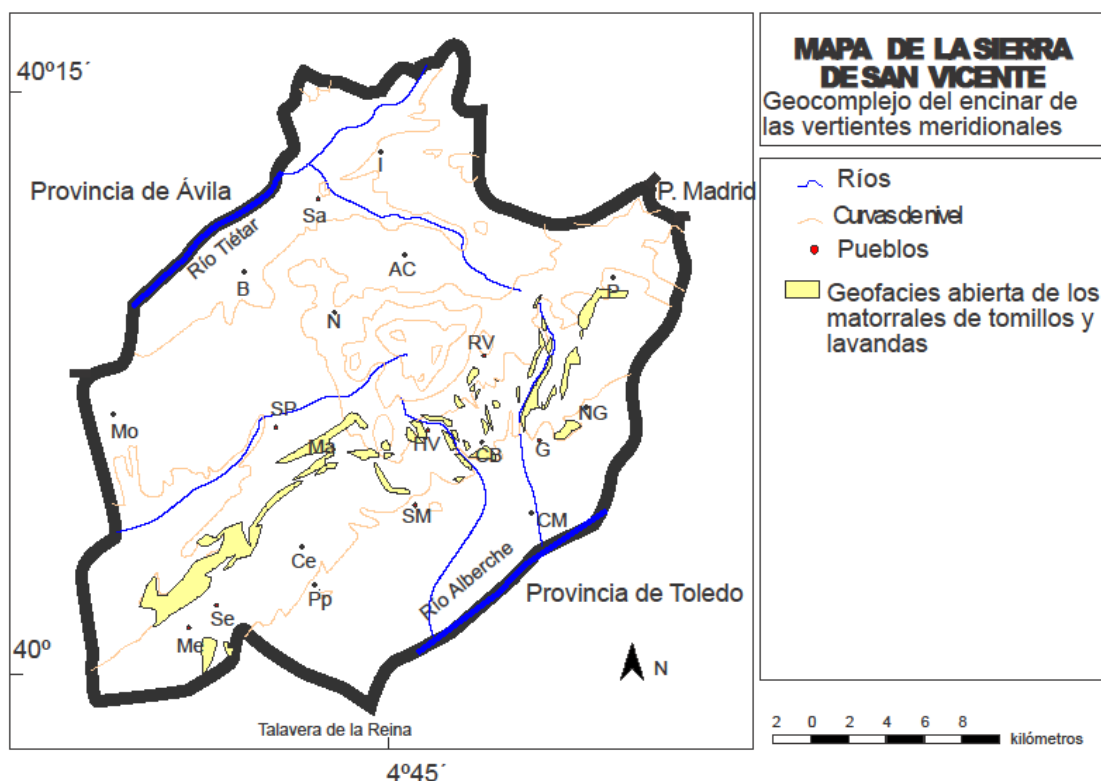 MAPA DE LA SIERRA
DE SAN VICENTE
Geocomplejo del encinar de
las vertientes meridionales
Ríos
Curvas de nivel
Pueblos
Geofacies abierta de los
matorrales de tomillos y
lavandas
40º15´
Provincia de Ávila
P. Madrid
I
Sa
Río Tiétar
AC
B
P
N
RV
SP
Mo
NG
Ma
HV
CB
G
SM
CM
Ce
Río Alberche
Pp
Provincia de Toledo
Se
Me
40º
N
Talavera de la Reina
4º45´
2 0 2 4 6 8
kilómetros